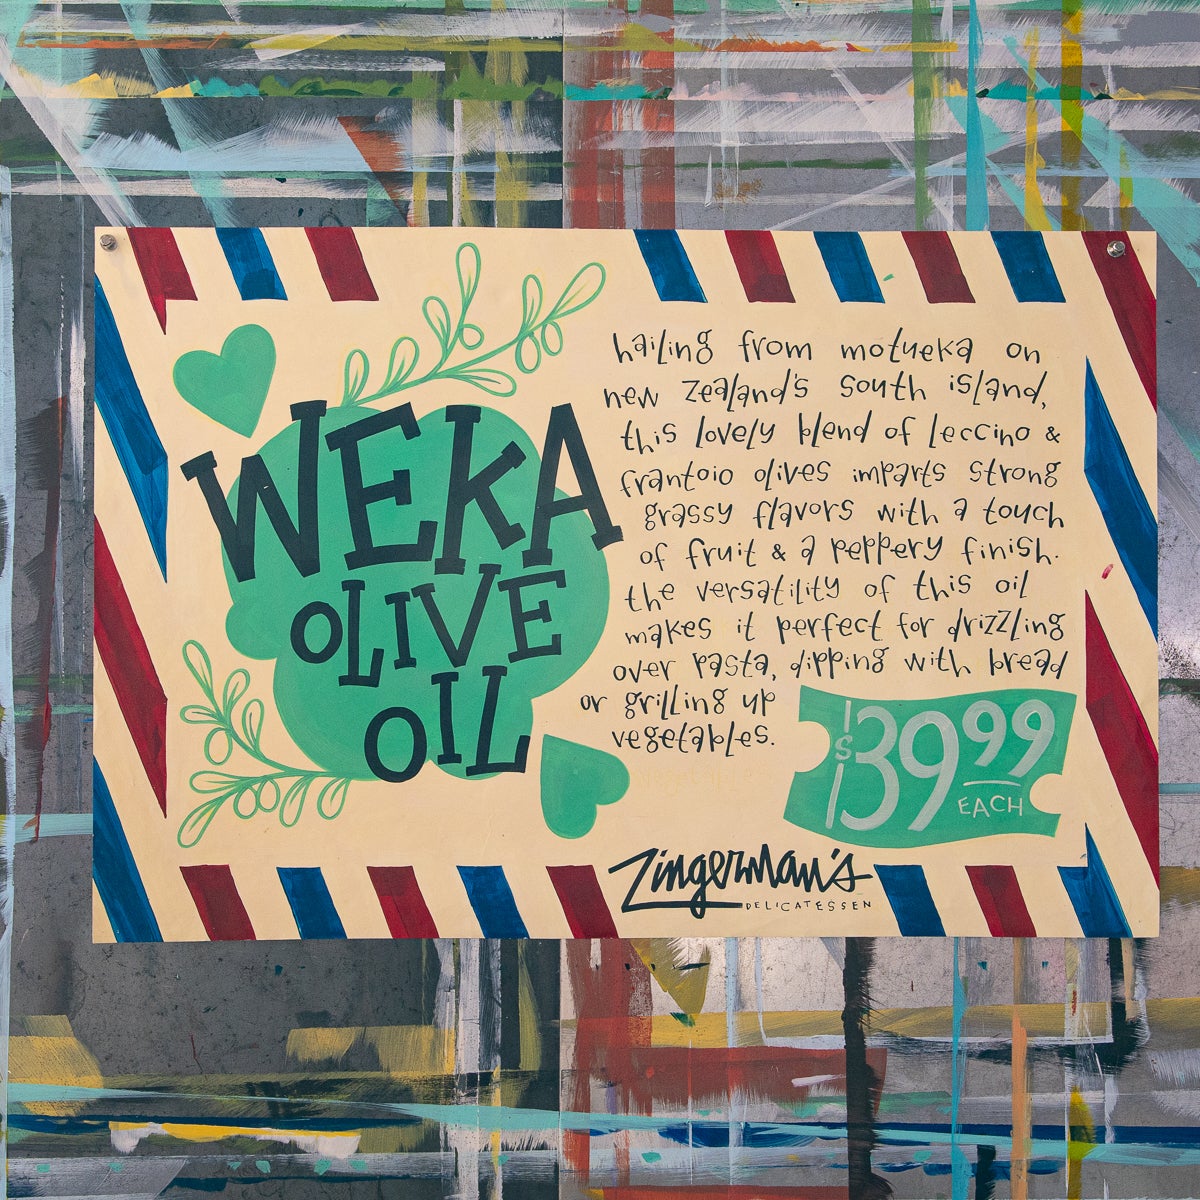 WEKA
OLIVE
OIL
hailing from motueka on
new zealand's south island,
this lovely blend of leccino &
frantoio olives imparts strong
grassy flavors with a touch
of fruit & a peppery finish.
the versatility of this oil
makes it perfect for drizzling
over pasta, dipping with bread
or grilling up
vegetables.
$39.99
EACH
Zingerman's
DELICATESSEN